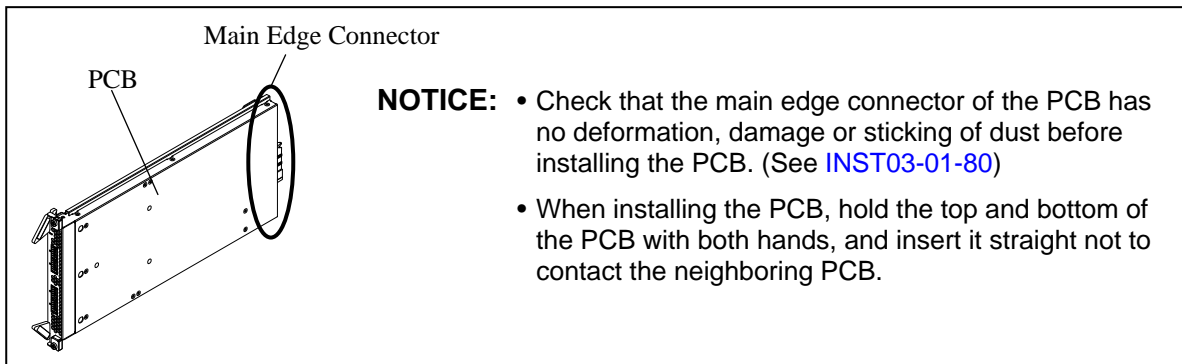 Main Edge Connector
PCB
NOTICE: • Check that the main edge connector of the PCB has
no deformation, damage or sticking of dust before
installing the PCB. (See INST03-01-80)
• When installing the PCB, hold the top and bottom of
the PCB with both hands, and insert it straight not to
contact the neighboring PCB.